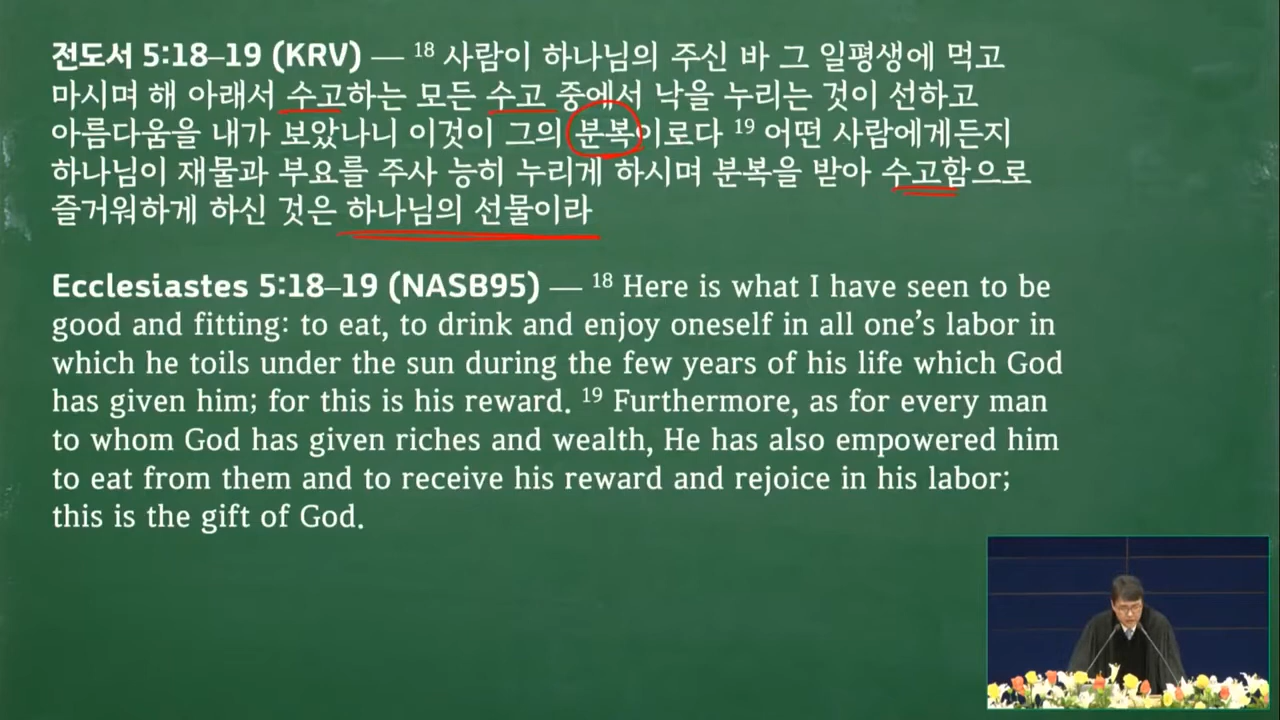 전도서 5:18–19 (KRV) — 18 사람이 하나님의 주신 바 그 일평생에 먹고
마시며 해 아래서 수고하는 모든 수고 중에서 낙을 누리는 것이 선하고
아름다움을 내가 보았나니 이것이 그의 분복이로다 19 어떤 사람에게든지
하나님이 재물과 부요를 주사 능히 누리게 하시며 분복을 받아 수고함으로
즐거워하게 하신 것은 하나님의 선물이라
Ecclesiastes 5:18–19 (NASB95) — 18 Here is what I have seen to be
good and fitting: to eat, to drink and enjoy oneself in all one’s labor in
which he toils under the sun during the few years of his life which God
has given him; for this is his reward. 19 Furthermore, as for every man
to whom God has given riches and wealth, He has also empowered him
to eat from them and to receive his reward and rejoice in his labor;
this is the gift of God.